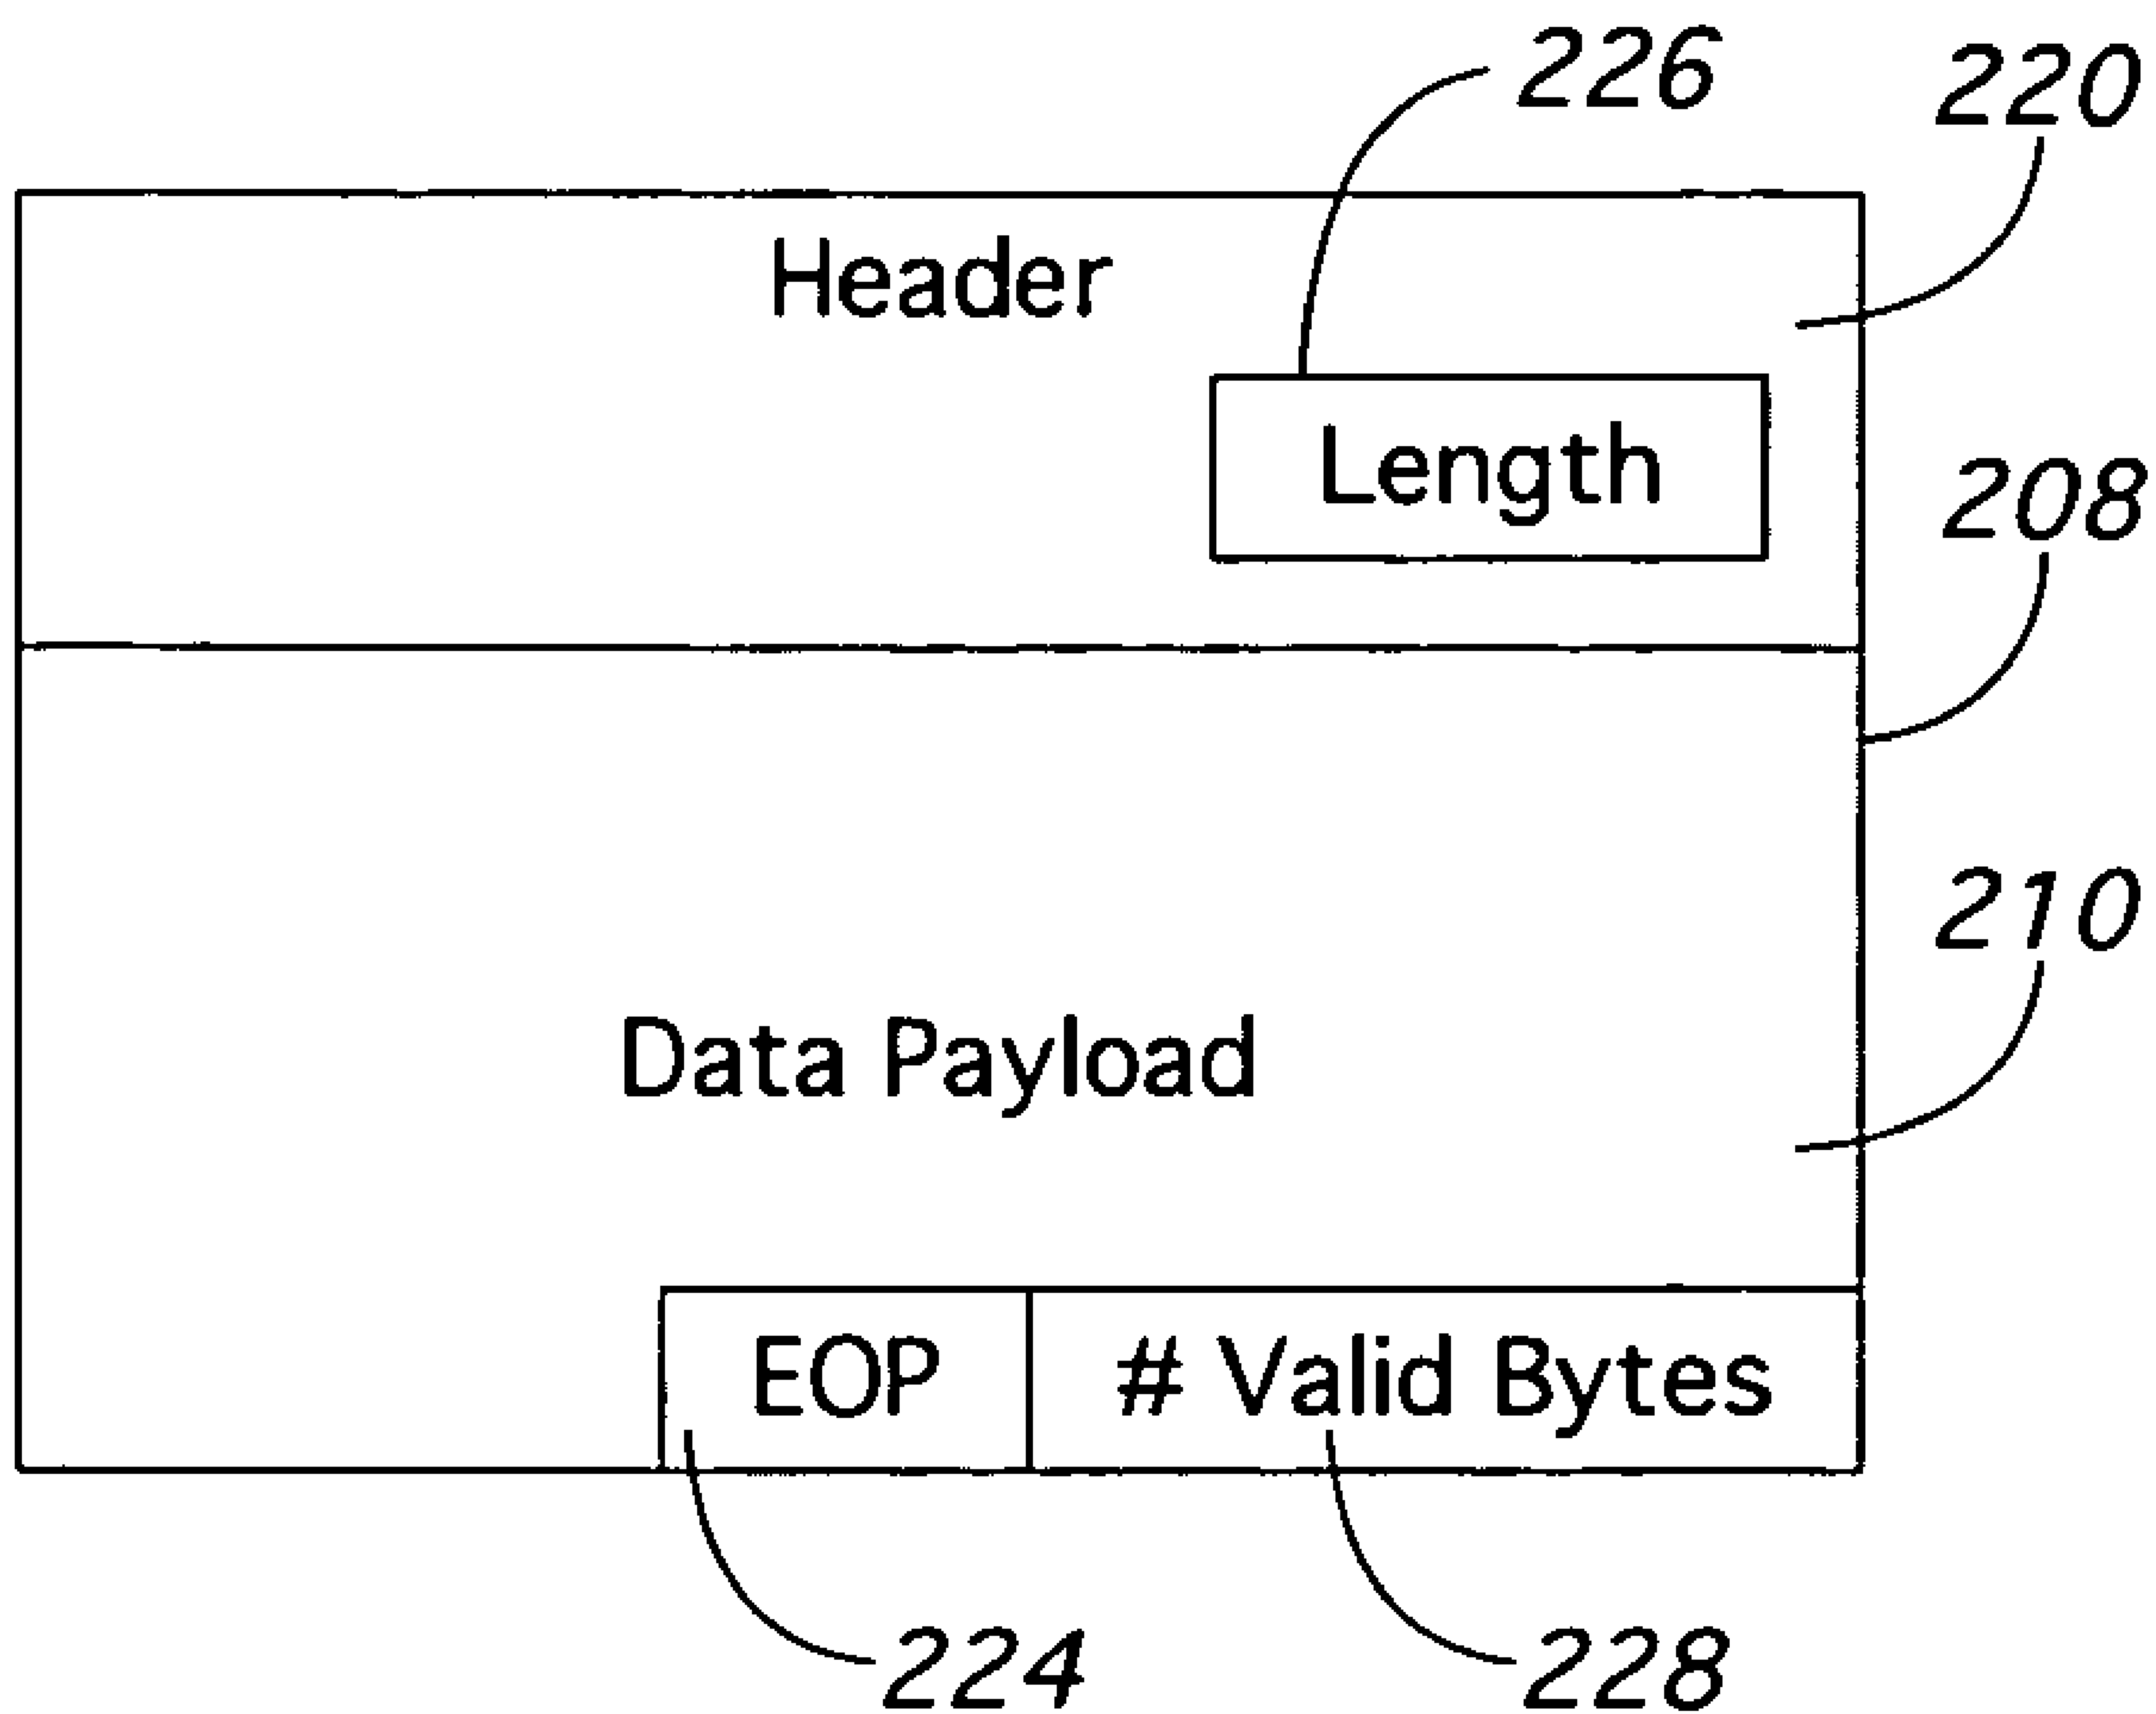 226
220
Header
Length
208
210
Data Payload
EOP # Valid Bytes
224 228